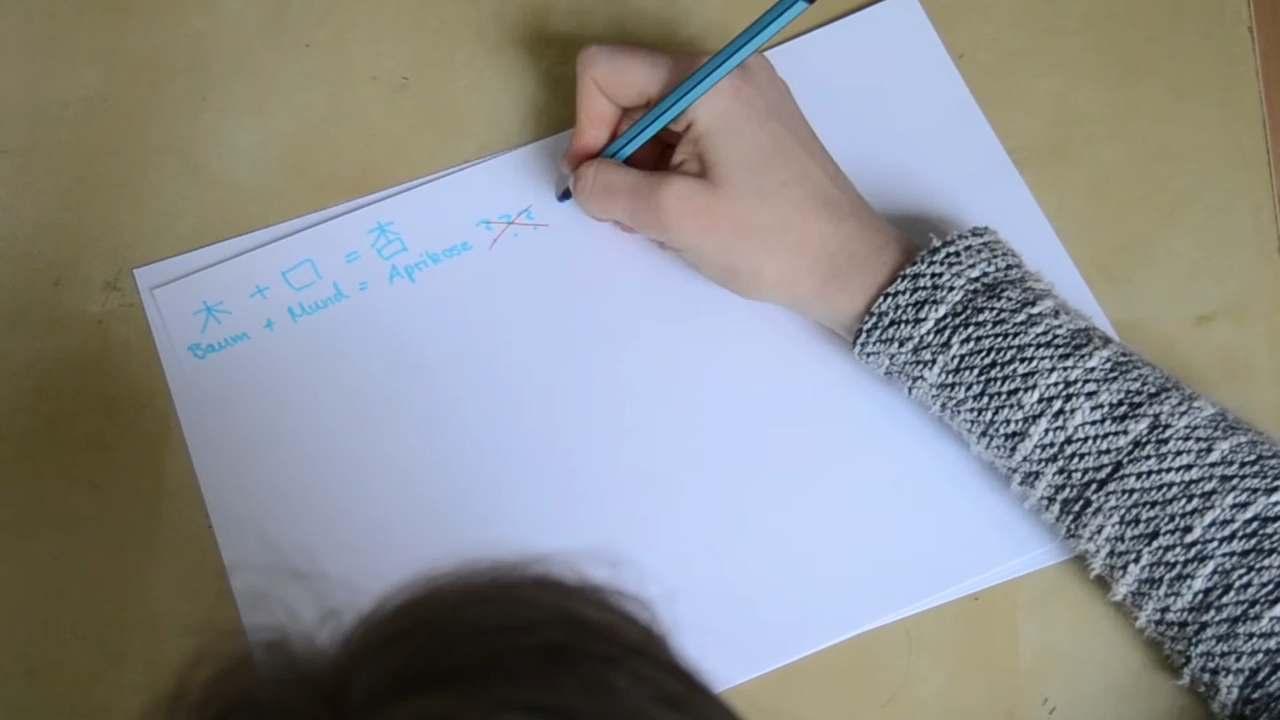 木 + 口 = 杏 ???
Baum + Mund = Aprikose